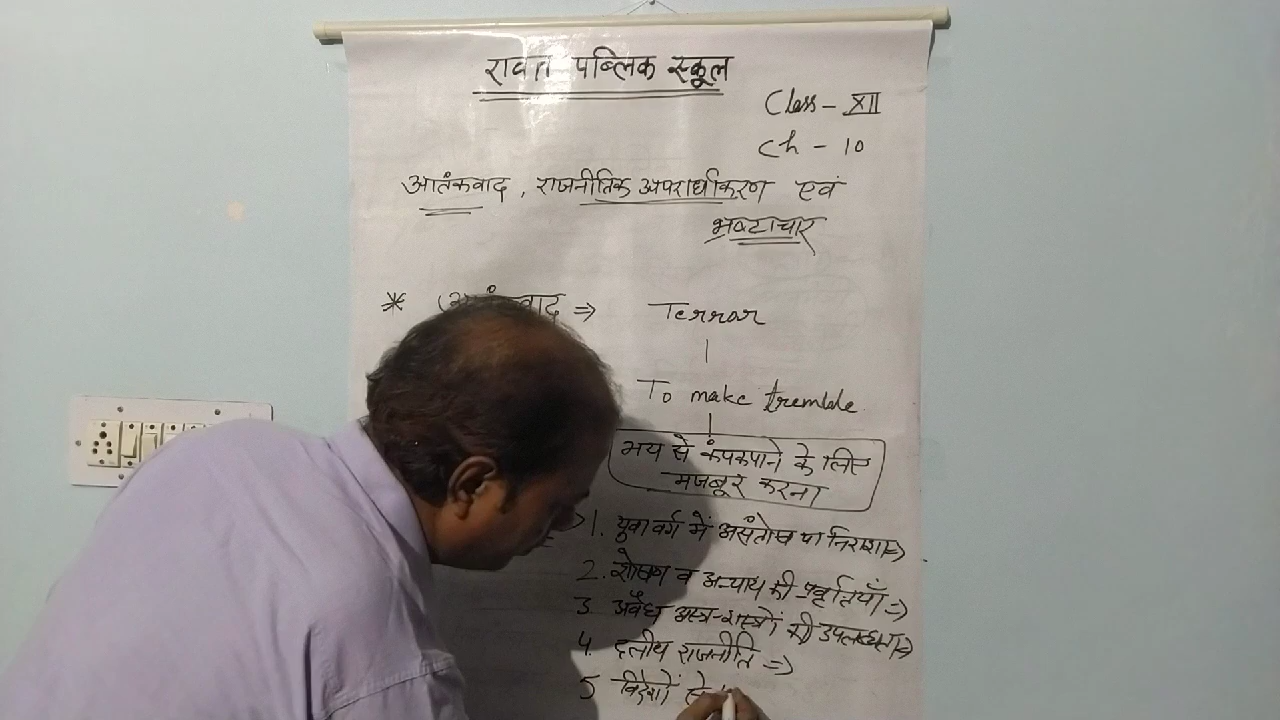 रावत पब्लिक स्कूल
Class - XII
Ch - 10
आतंकवाद, राजनीतिक अपराधीकरण एवं
भ्रष्टाचार
* आतंकवाद ⇒ Terror
To make tremble
भय से कंपकपाने के लिए
मजबूर करना
1. युवा वर्ग में असंतोष या निराशा ⇒
2. शोषण व अन्याय की प्रवृत्तियाँ ⇒
3. अवैध अस्त्र-शस्त्रों की उपलब्धता ⇒
4. दलीय राजनीति ⇒
5 विदेशों से